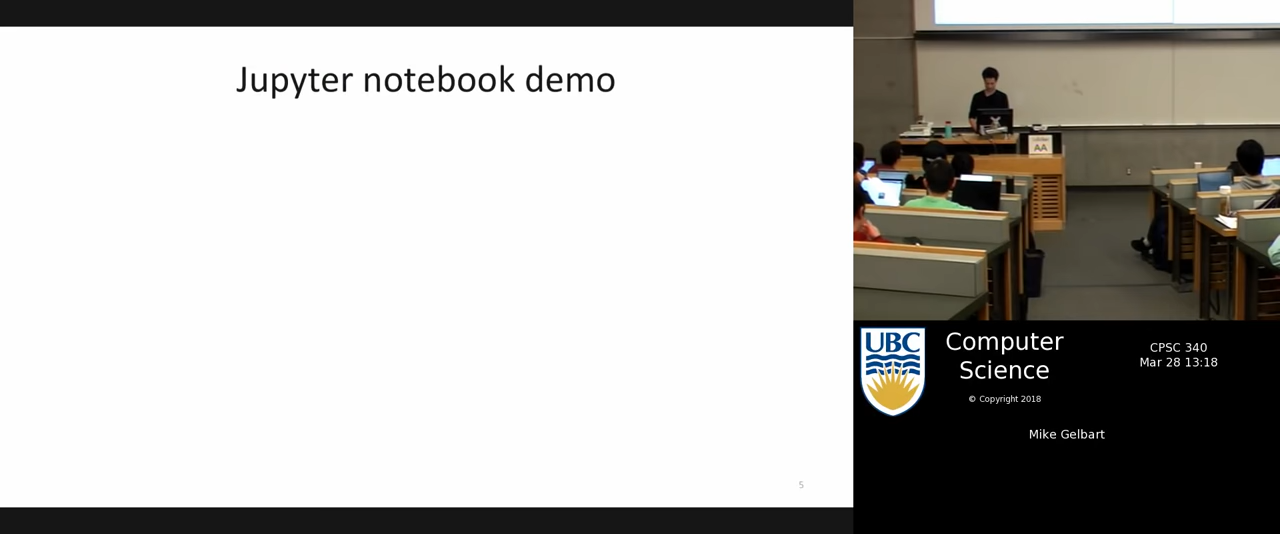 Jupyter notebook demo
5
AA
UBC
Computer
Science
© Copyright 2018
CPSC 340
Mar 28 13:18
Mike Gelbart